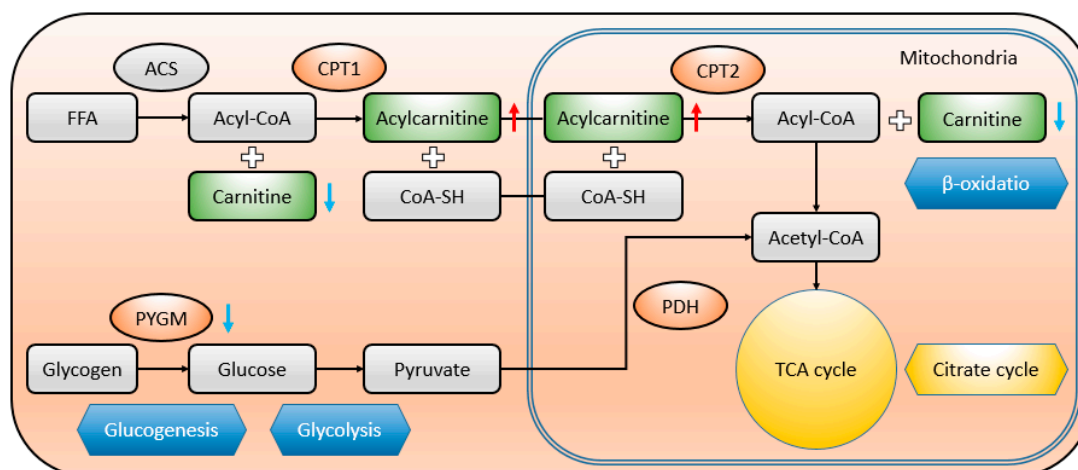 Mitochondria
ACS
CPT1
CPT2
FFA
Acyl-CoA
Acylcarnitine
Acylcarnitine
Acyl-CoA
Carnitine
Carnitine
CoA-SH
CoA-SH
β-oxidatio
Acetyl-CoA
PYGM
PDH
Glycogen
Glucose
Pyruvate
TCA cycle
Citrate cycle
Glucogenesis
Glycolysis